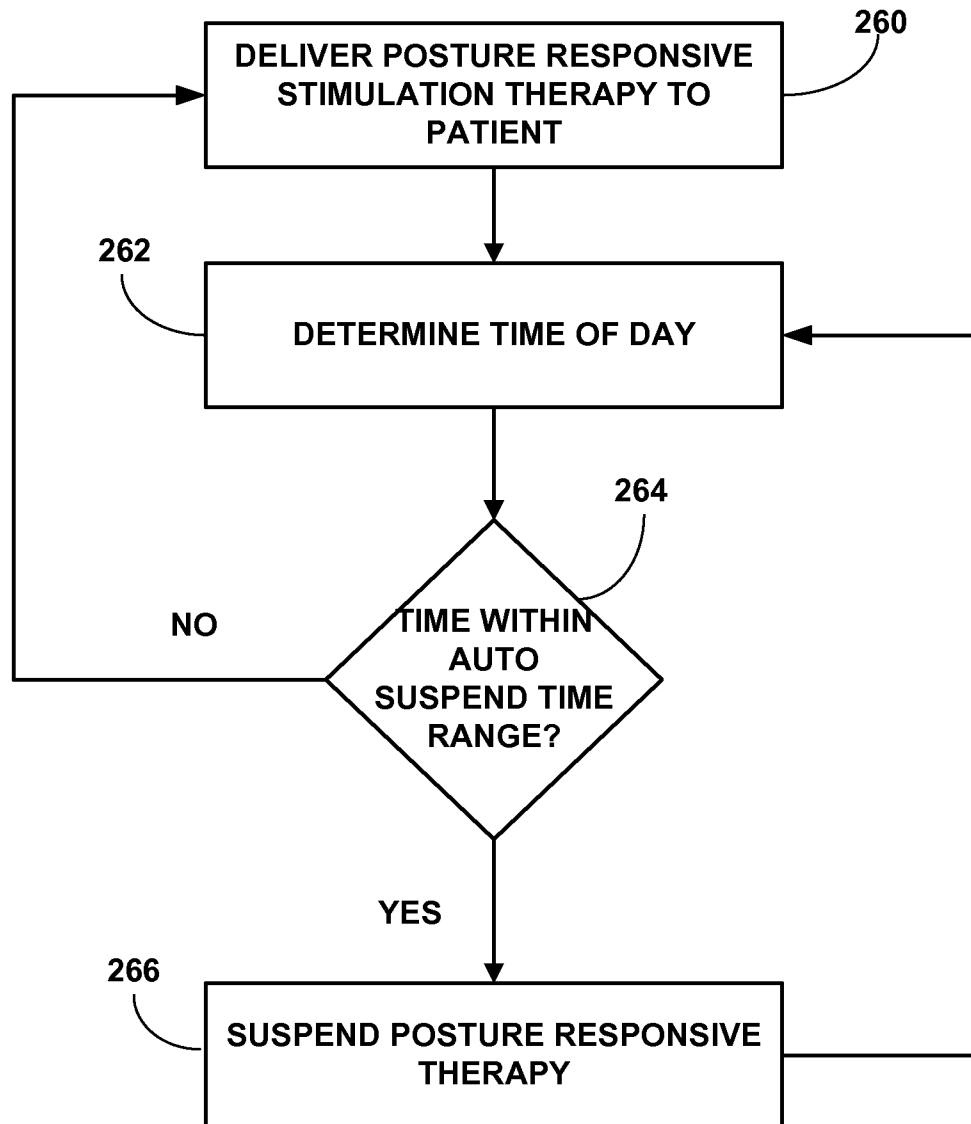 260
DELIVER POSTURE RESPONSIVE
STIMULATION THERAPY TO
PATIENT
262
DETERMINE TIME OF DAY
264
TIME WITHIN
AUTO
SUSPEND TIME
RANGE?
NO
YES
266
SUSPEND POSTURE RESPONSIVE
THERAPY